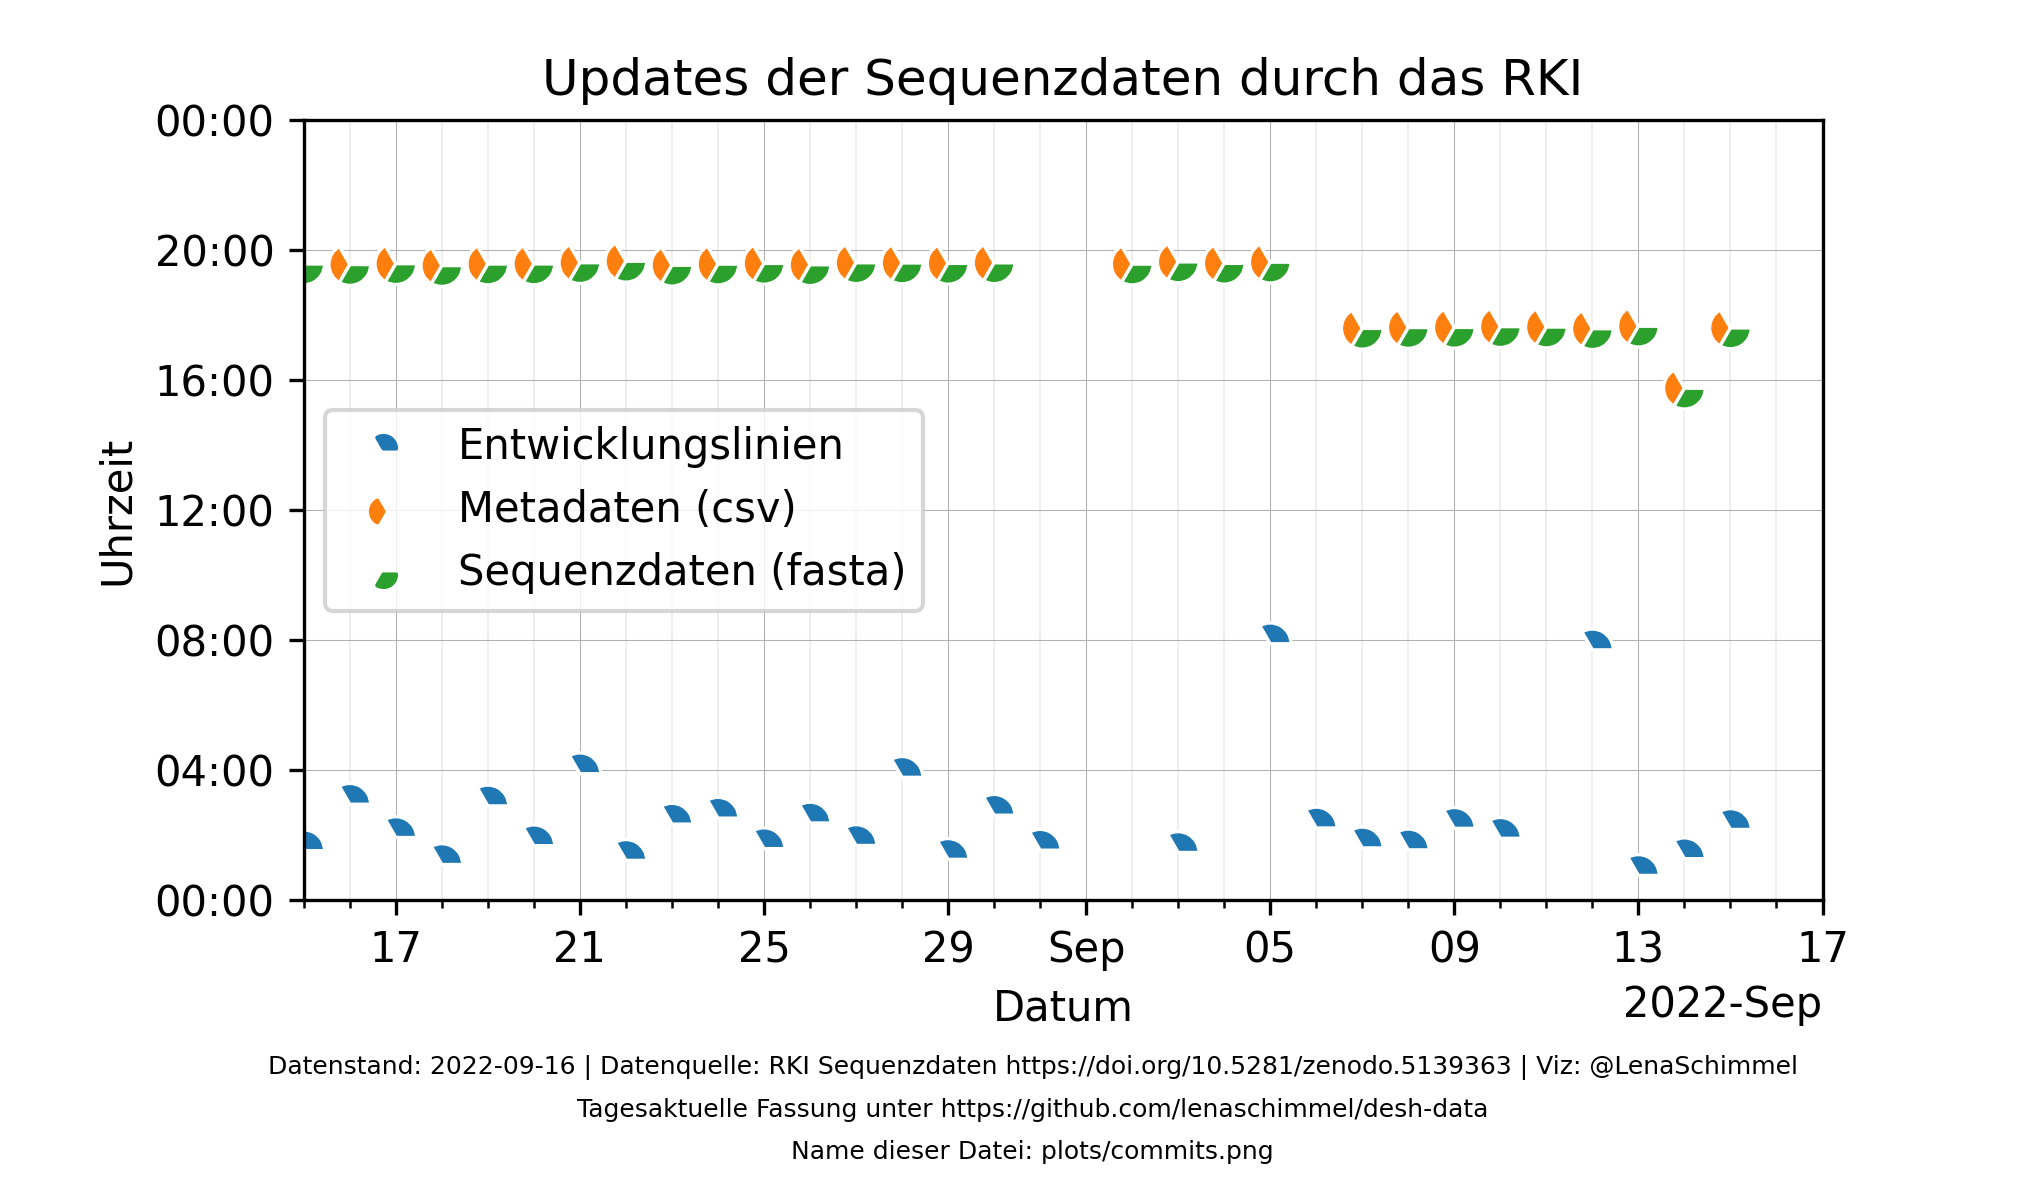 Updates der Sequenzdaten durch das RKI
00:00
20:00
16:00
12:00
08:00
04:00
00:00
Uhrzeit
Entwicklungslinien
Metadaten (csv)
Sequenzdaten (fasta)
17 21 25 29 Sep 05 09 13 17
Datum
2022-Sep
Datenstand: 2022-09-16 | Datenquelle: RKI Sequenzdaten https://doi.org/10.5281/zenodo.5139363 | Viz: @LenaSchimmel
Tagesaktuelle Fassung unter https://github.com/lenaschimmel/desh-data
Name dieser Datei: plots/commits.png